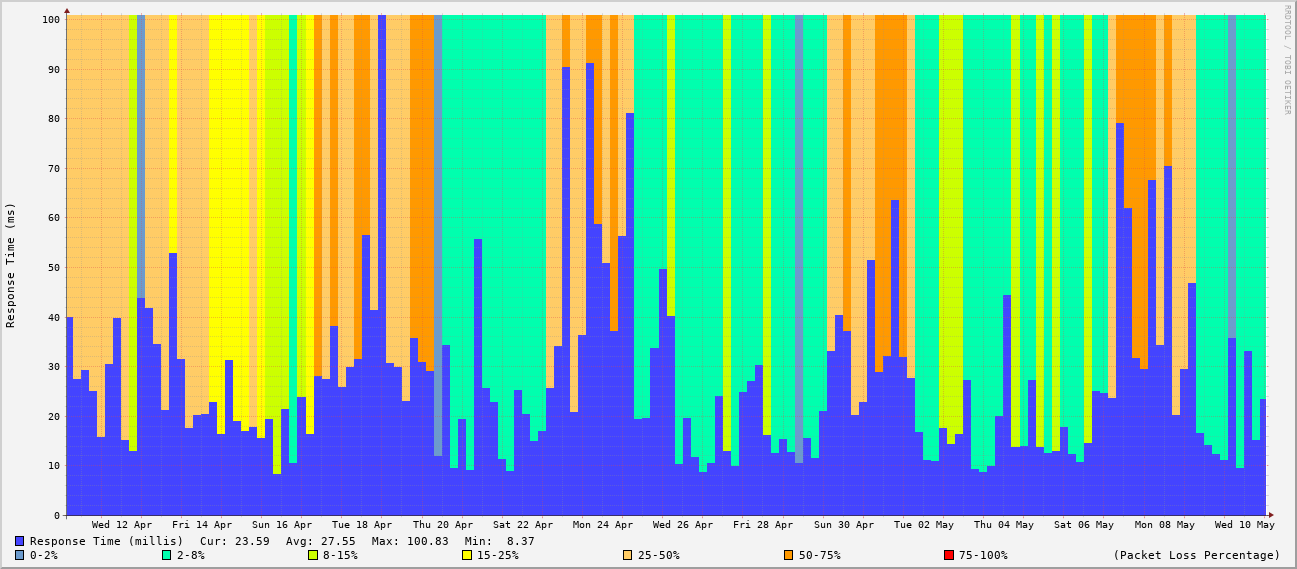 RRDTOOL / TOBI OETIKER
Response Time (ms)
100
90
80
70
60
50
40
30
20
10
0
Wed 12 Apr Fri 14 Apr Sun 16 Apr Tue 18 Apr Thu 20 Apr Sat 22 Apr Mon 24 Apr Wed 26 Apr Fri 28 Apr Sun 30 Apr Tue 02 May Thu 04 May Sat 06 May Mon 08 May Wed 10 May
Response Time (millis) Cur: 23.59 Avg: 27.55 Max: 100.83 Min: 8.37
0-2% 2-8% 8-15% 15-25% 25-50% 50-75% 75-100% (Packet Loss Percentage)